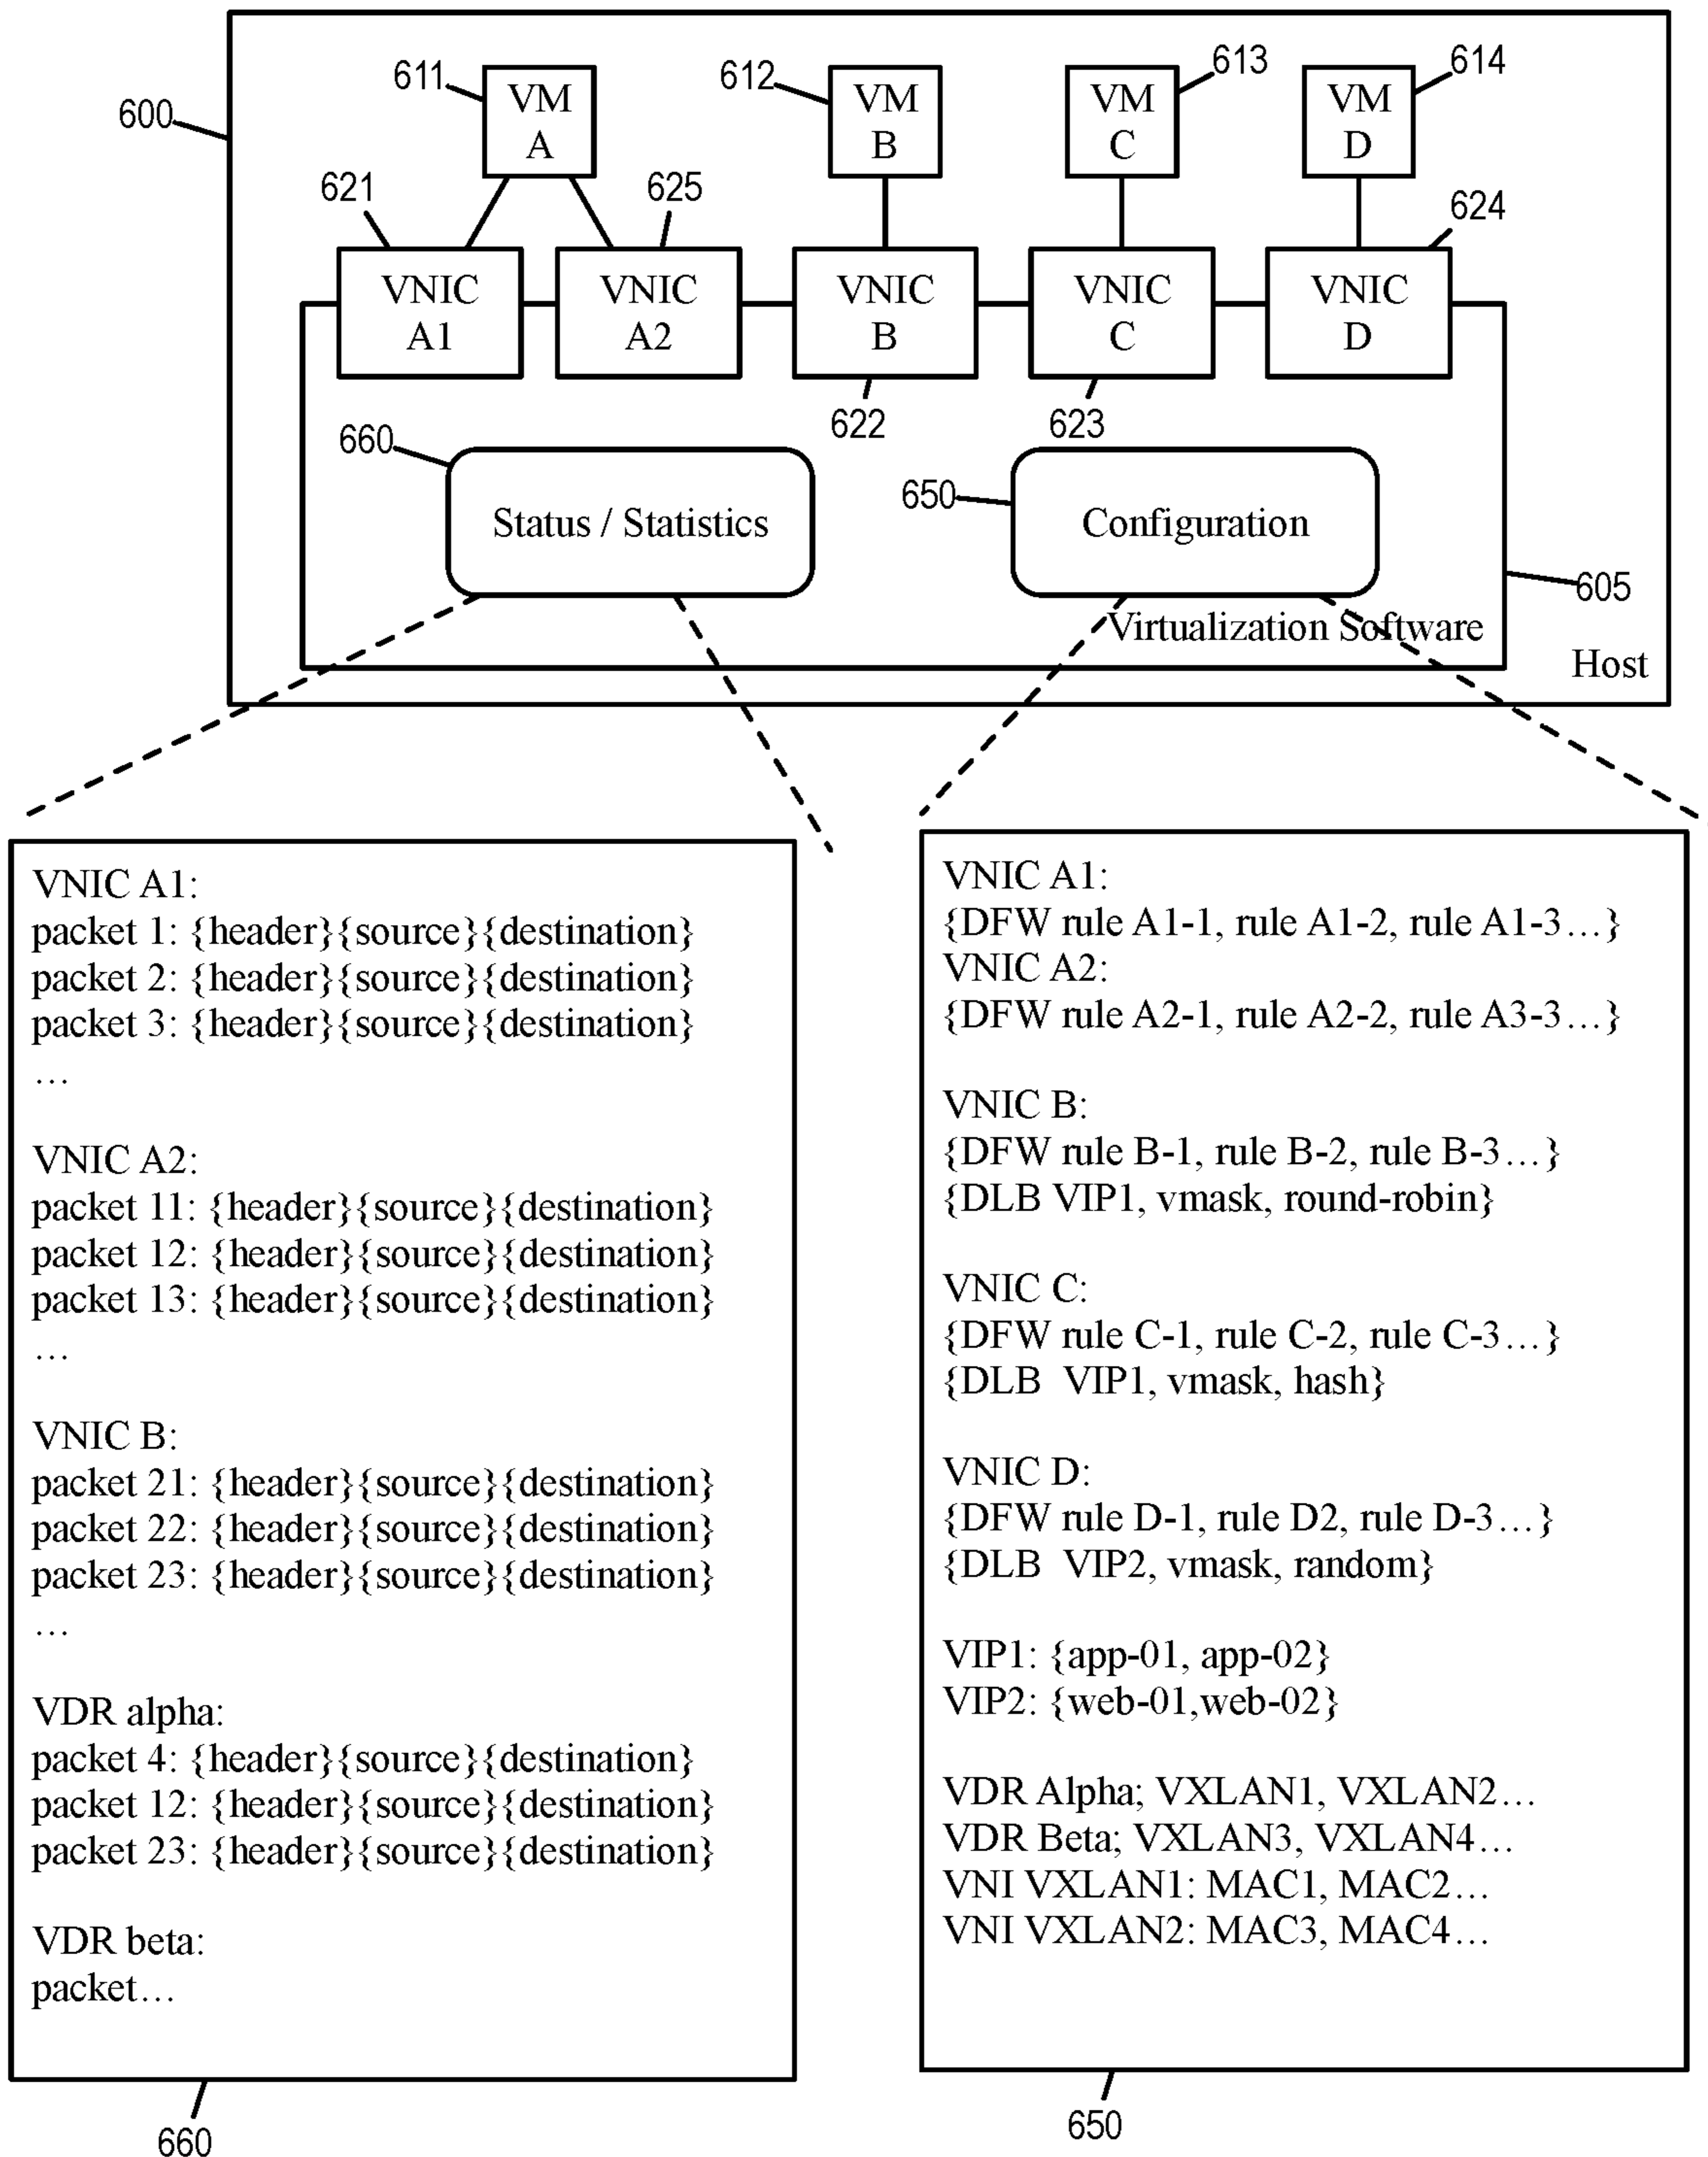 600
611
VM
A
612
VM
B
613
VM
C
614
VM
D
621
625
624
VNIC
A1
VNIC
A2
VNIC
B
VNIC
C
VNIC
D
622
623
660
Status / Statistics
650
Configuration
605
Virtualization Software
Host
VNIC A1:
packet 1: {header}{source}{destination}
packet 2: {header}{source}{destination}
packet 3: {header}{source}{destination}
…
VNIC A2:
packet 11: {header}{source}{destination}
packet 12: {header}{source}{destination}
packet 13: {header}{source}{destination}
…
VNIC B:
packet 21: {header}{source}{destination}
packet 22: {header}{source}{destination}
packet 23: {header}{source}{destination}
…
VDR alpha:
packet 4: {header}{source}{destination}
packet 12: {header}{source}{destination}
packet 23: {header}{source}{destination}
VDR beta:
packet…
660
VNIC A1:
{DFW rule A1-1, rule A1-2, rule A1-3…}
VNIC A2:
{DFW rule A2-1, rule A2-2, rule A3-3…}
VNIC B:
{DFW rule B-1, rule B-2, rule B-3…}
{DLB VIP1, vmask, round-robin}
VNIC C:
{DFW rule C-1, rule C-2, rule C-3…}
{DLB  VIP1, vmask, hash}
VNIC D:
{DFW rule D-1, rule D2, rule D-3…}
{DLB  VIP2, vmask, random}
VIP1: {app-01, app-02}
VIP2: {web-01,web-02}
VDR Alpha; VXLAN1, VXLAN2…
VDR Beta; VXLAN3, VXLAN4…
VNI VXLAN1: MAC1, MAC2…
VNI VXLAN2: MAC3, MAC4…
650